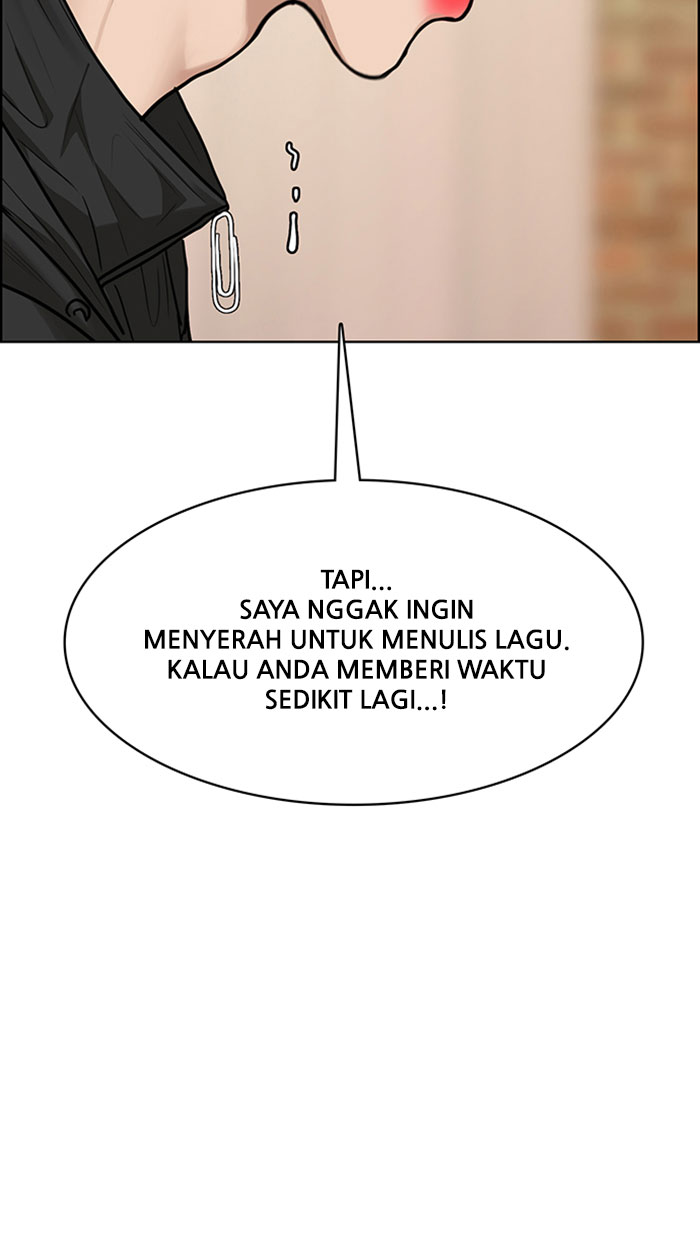 TAPI...
SAYA NGGAK INGIN
MENYERAH UNTUK MENULIS LAGU.
KALAU ANDA MEMBERI WAKTU
SEDIKIT LAGI...!